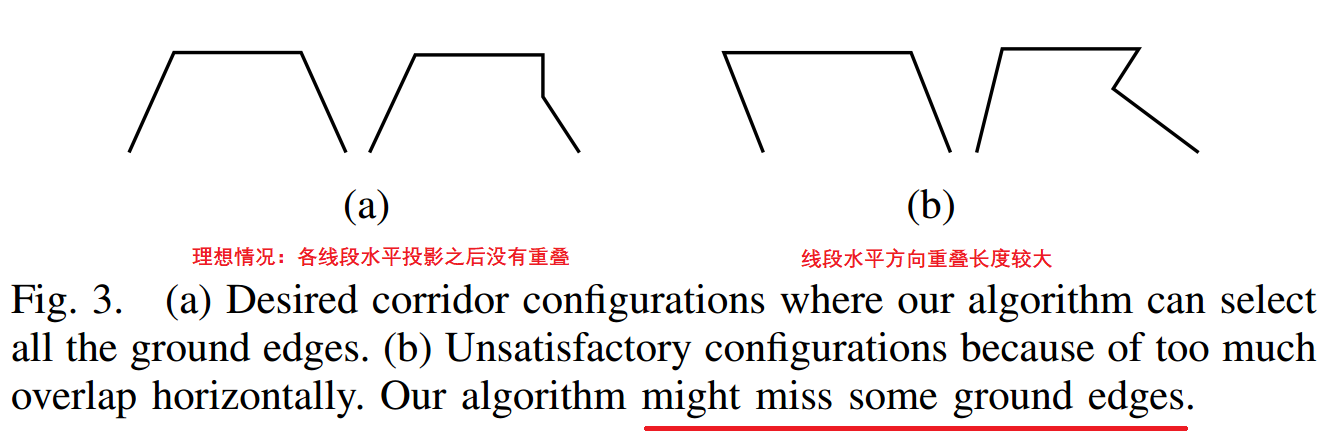 (a) (b)
理想情况：各线段水平投影之后没有重叠 线段水平方向重叠长度较大
Fig. 3. (a) Desired corridor configurations where our algorithm can select
all the ground edges. (b) Unsatisfactory configurations because of too much
overlap horizontally. Our algorithm might miss some ground edges.